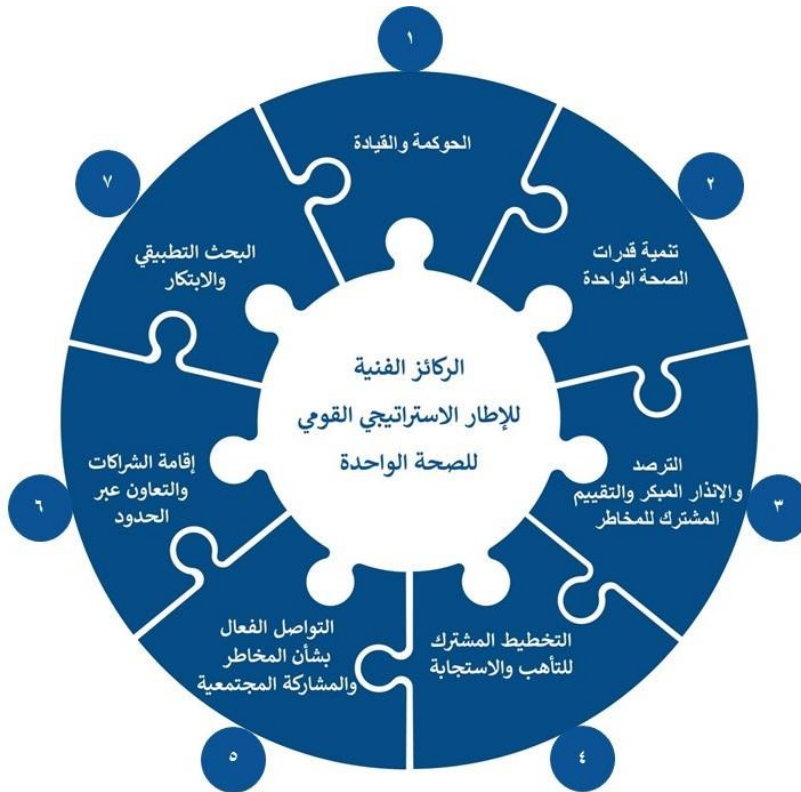 الركائز الفنية
للإطار الاستراتيجي القومي
للصحة الواحدة
١
الحوكمة والقيادة
٢
تنمية قدرات
الصحة الواحدة
٣
الترصد
والإنذار المبكر والتقييم
المشترك للمخاطر
٤
التخطيط المشترك
للتأهب والاستجابة
٥
التواصل الفعال
بشأن المخاطر
والمشاركة المجتمعية
٦
إقامة الشراكات
والتعاون عبر
الحدود
٧
البحث التطبيقي
والابتكار